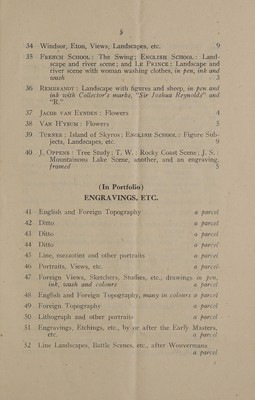 5
34 Windsor, Eton, Views, Landscapes, etc. 9
35 FRENCH SCHOOL : The Swing; ENGLISH SCHOOL : Land-
scape and river scene; and LE PRINCE : Landscape and
river scene with woman washing clothes, in pen, ink and
wash 3
36 REMBRANDT : Landscape with figures and sheep, in pen and
ink with Collector's marks, "Sir Joshua Reynolds" and
"R."
37 JACOB VAN EYNDEN : Flowers 4
38 VAN HUYSUM : Flowers 5
39 TURNER : Island of Skyros; ENGLISH SCHOOL : Figure Sub-
jects, Landscapes, etc. 9
40 J. OPPENS : Tree Study; T. W. : Rocky Coast Scene; J. S. :
Mountainous Lake Scene, another, and an engraving,
framed 5
(In Portfolio)
ENGRAVINGS, ETC.
41 English and Foreign Topography a parcel
42 Ditto a parcel
43 Ditto a parcel
44 Ditto a parcel
45 Line, mezzotint and other portraits a parcel
46 Portraits, Views, etc. a parcel
47 Foreign Views, Sketchers, Studies, etc., drawings in pen,
ink, wash and colours a parcel
48 English and Foreign Topography, many in colours a parcel
49 Foreign Topography a parcel
50 Lithograph and other portraits a parcel
51 Engravings, Etchings, etc., by or after the Early Masters,
etc. a parcel
52 Line Landscapes, Battle Scenes, etc., after Wouvermans
a parcel